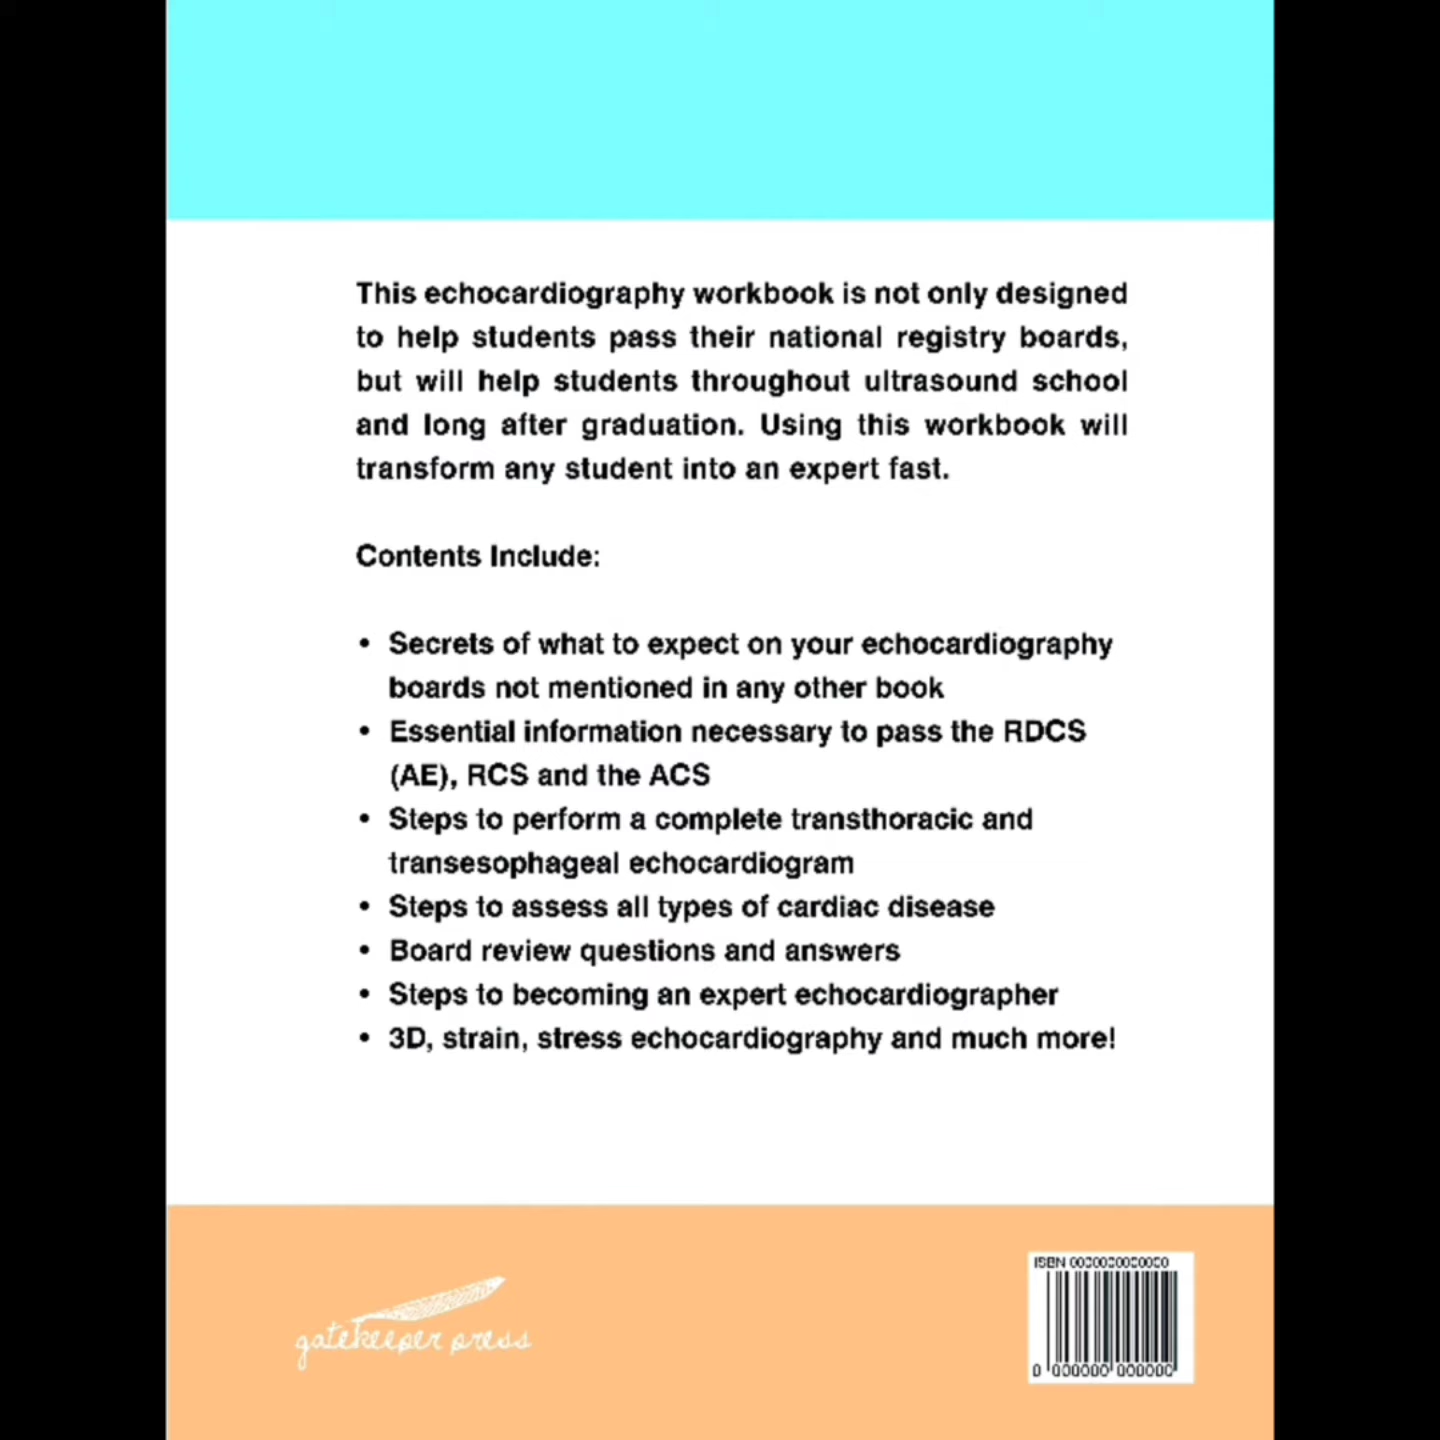 This echocardiography workbook is not only designed
to help students pass their national registry boards,
but will help students throughout ultrasound school
and long after graduation. Using this workbook will
transform any student into an expert fast.
Contents Include:
• Secrets of what to expect on your echocardiography
boards not mentioned in any other book
• Essential information necessary to pass the RDCS
(AE), RCS and the ACS
• Steps to perform a complete transthoracic and
transesophageal echocardiogram
• Steps to assess all types of cardiac disease
• Board review questions and answers
• Steps to becoming an expert echocardiographer
• 3D, strain, stress echocardiography and much more!
gatekeeper press
ISBN 0000000000000
0 000000 000000